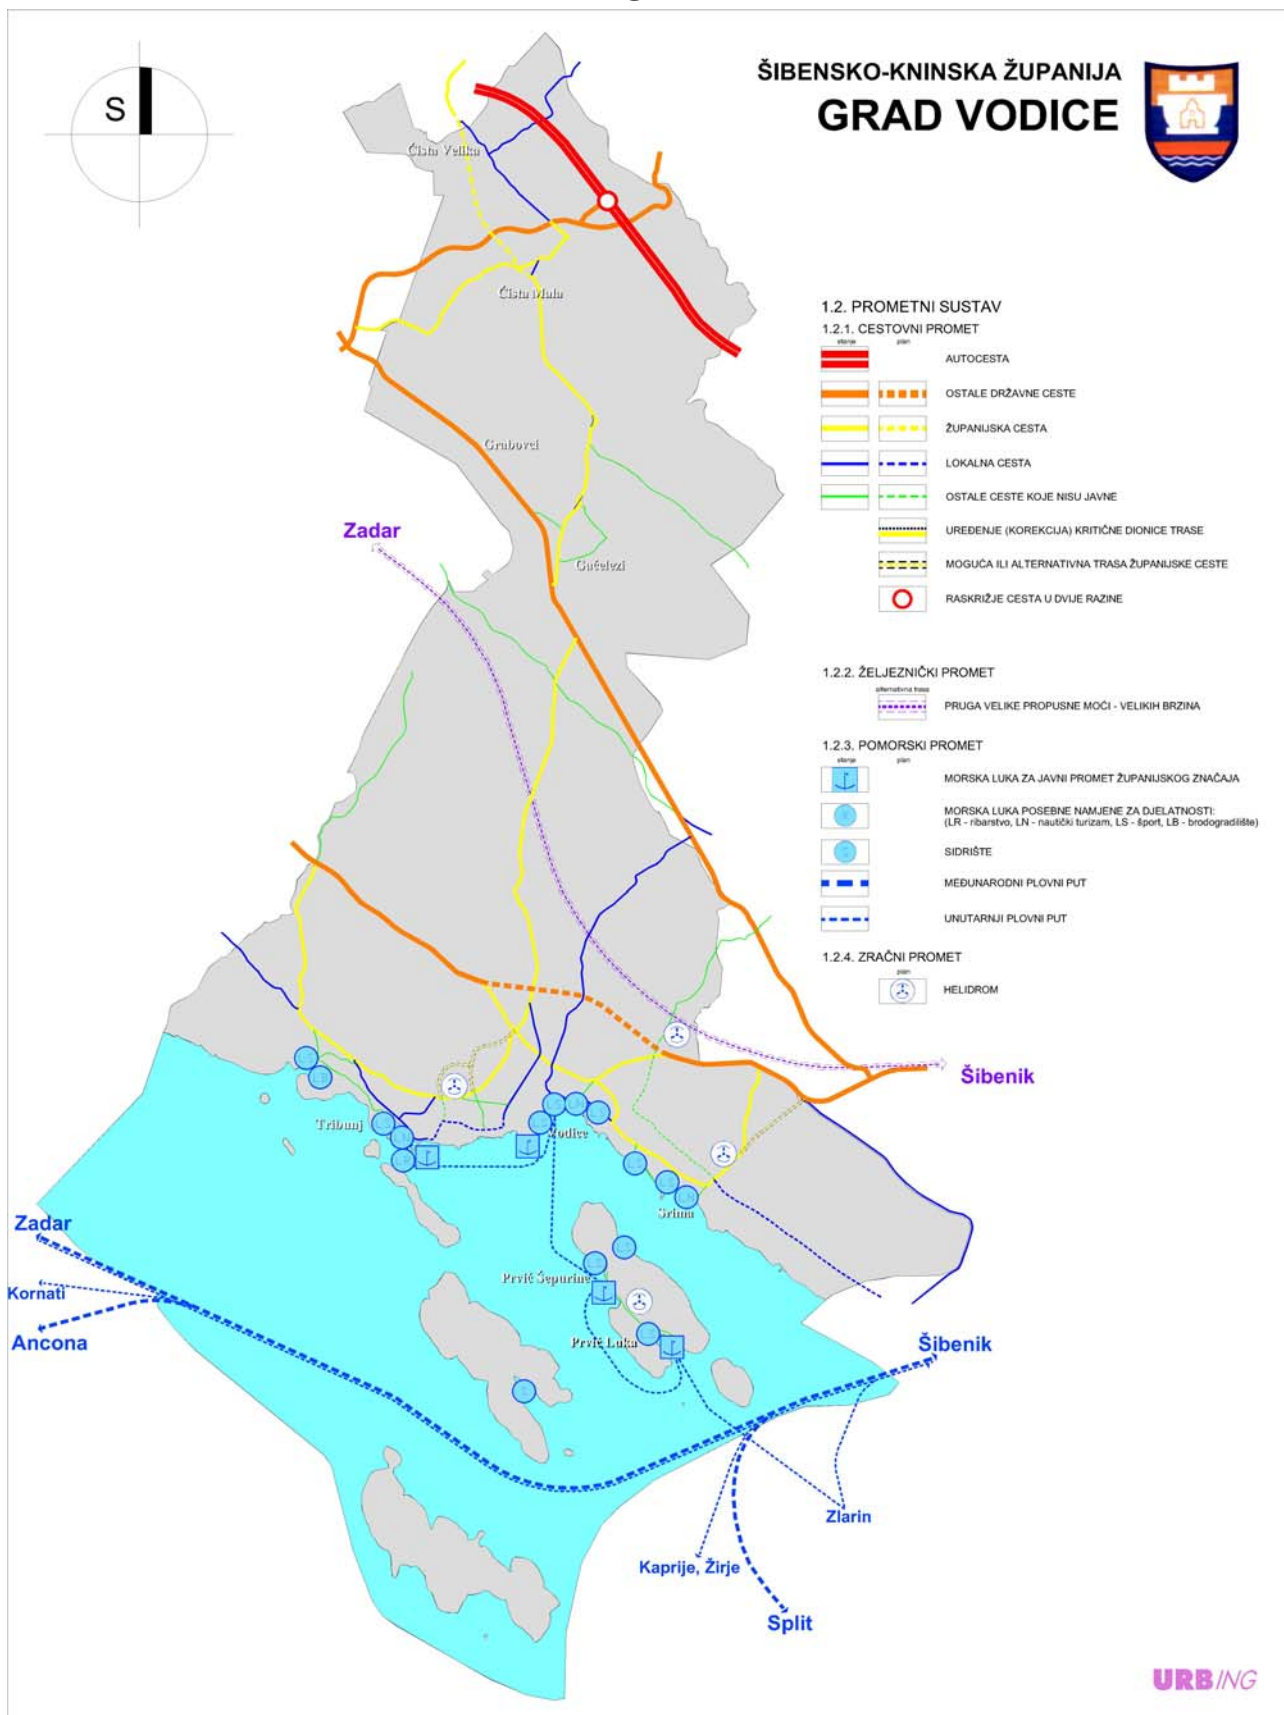 ŠIBENSKO-KNINSKA ŽUPANIJA
GRAD VODICE
S
1.2. PROMETNI SUSTAV
1.2.1. CESTOVNI PROMET
stanje plan
AUTOCESTA
OSTALE DRŽAVNE CESTE
ŽUPANIJSKA CESTA
LOKALNA CESTA
OSTALE CESTE KOJE NISU JAVNE
UREĐENJE (KOREKCIJA) KRITIČNE DIONICE TRASE
MOGUĆA ILI ALTERNATIVNA TRASA ŽUPANIJSKE CESTE
RASKRIŽJE CESTA U DVIJE RAZINE
1.2.2. ŽELJEZNIČKI PROMET
alternativna trasa
PRUGA VELIKE PROPUSNE MOĆI - VELIKIH BRZINA
1.2.3. POMORSKI PROMET
stanje plan
MORSKA LUKA ZA JAVNI PROMET ŽUPANIJSKOG ZNAČAJA
MORSKA LUKA POSEBNE NAMJENE ZA DJELATNOSTI:
(LR - ribarstvo, LN - nautički turizam, LS - šport, LB - brodogradilište)
SIDRIŠTE
MEĐUNARODNI PLOVNI PUT
UNUTARNJI PLOVNI PUT
1.2.4. ZRAČNI PROMET
plan
HELIDROM
Čista Velika
Čista Mala
Grabovci
Zadar
Gaćelezi
Šibenik
Tribunj
Vodice
Srima
Zadar
Kornati
Ancona
Prvić Šepurine
Prvić Luka
Šibenik
Zlarin
Kaprije, Žirje
Split
URBING